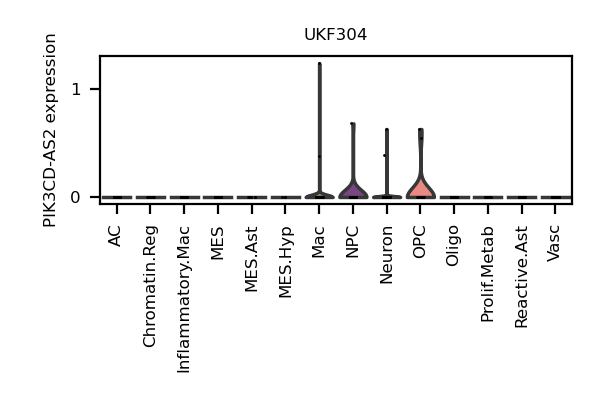 UKF304
PIK3CD-AS2 expression
1
0
AC
Chromatin.Reg
Inflammatory.Mac
MES
MES.Ast
MES.Hyp
Mac
NPC
Neuron
OPC
Oligo
Prolif.Metab
Reactive.Ast
Vasc